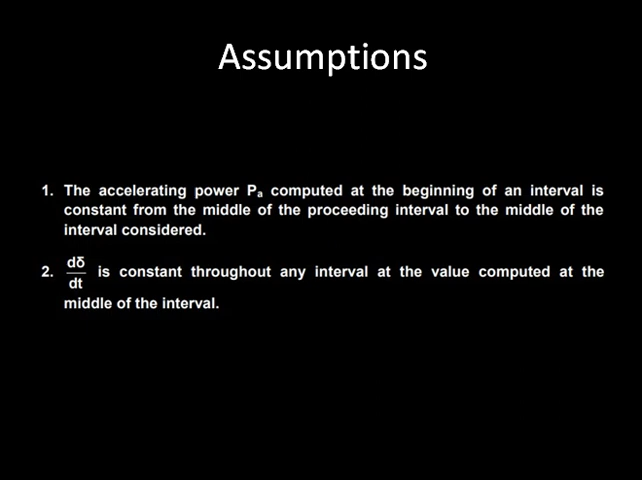 Assumptions
1. The accelerating power Pₐ computed at the beginning of an interval is
constant from the middle of the proceeding interval to the middle of the
interval considered.
2. dδ/dt is constant throughout any interval at the value computed at the
middle of the interval.